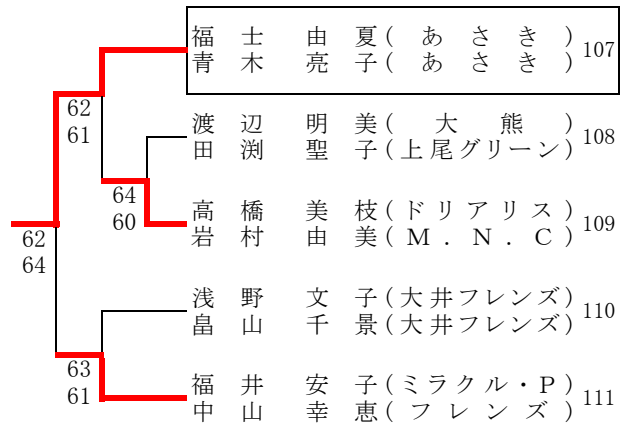 福士 由夏(あさき)
青木 亮子(あさき)
107
62
61
渡辺 明美(大熊)
田渕 聖子(上尾グリーン)
108
64
60
高橋 美枝(ドリアリス)
岩村 由美(M.N.C)
109
62
64
浅野 文子(大井フレンズ)
畠山 千景(大井フレンズ)
110
63
61
福井 安子(ミラクル・P)
中山 幸恵(フレンズ)
111